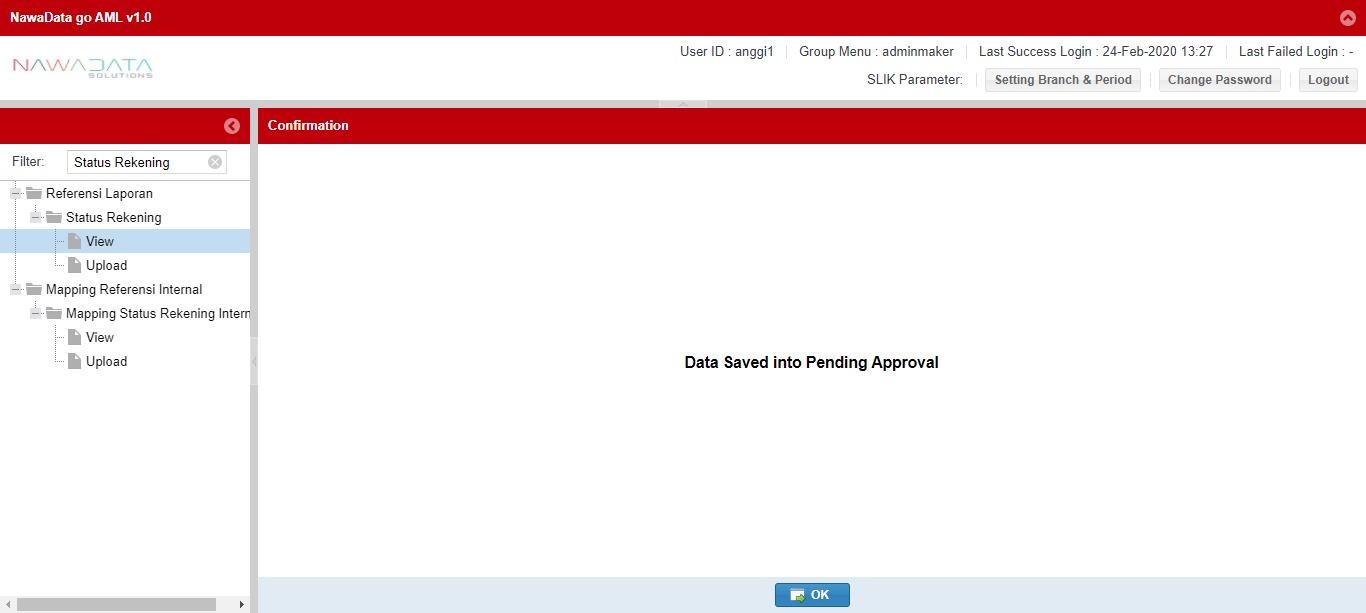 NawaData go AML v1.0
NAWADATA
SOLUTIONS
User ID : anggi1
Group Menu : adminmaker
Last Success Login : 24-Feb-2020 13:27
Last Failed Login : -
SLIK Parameter:
Setting Branch & Period
Change Password
Logout
Confirmation
Filter:
Status Rekening
Referensi Laporan
Status Rekening
View
Upload
Mapping Referensi Internal
Mapping Status Rekening Intern
View
Upload
Data Saved into Pending Approval
OK